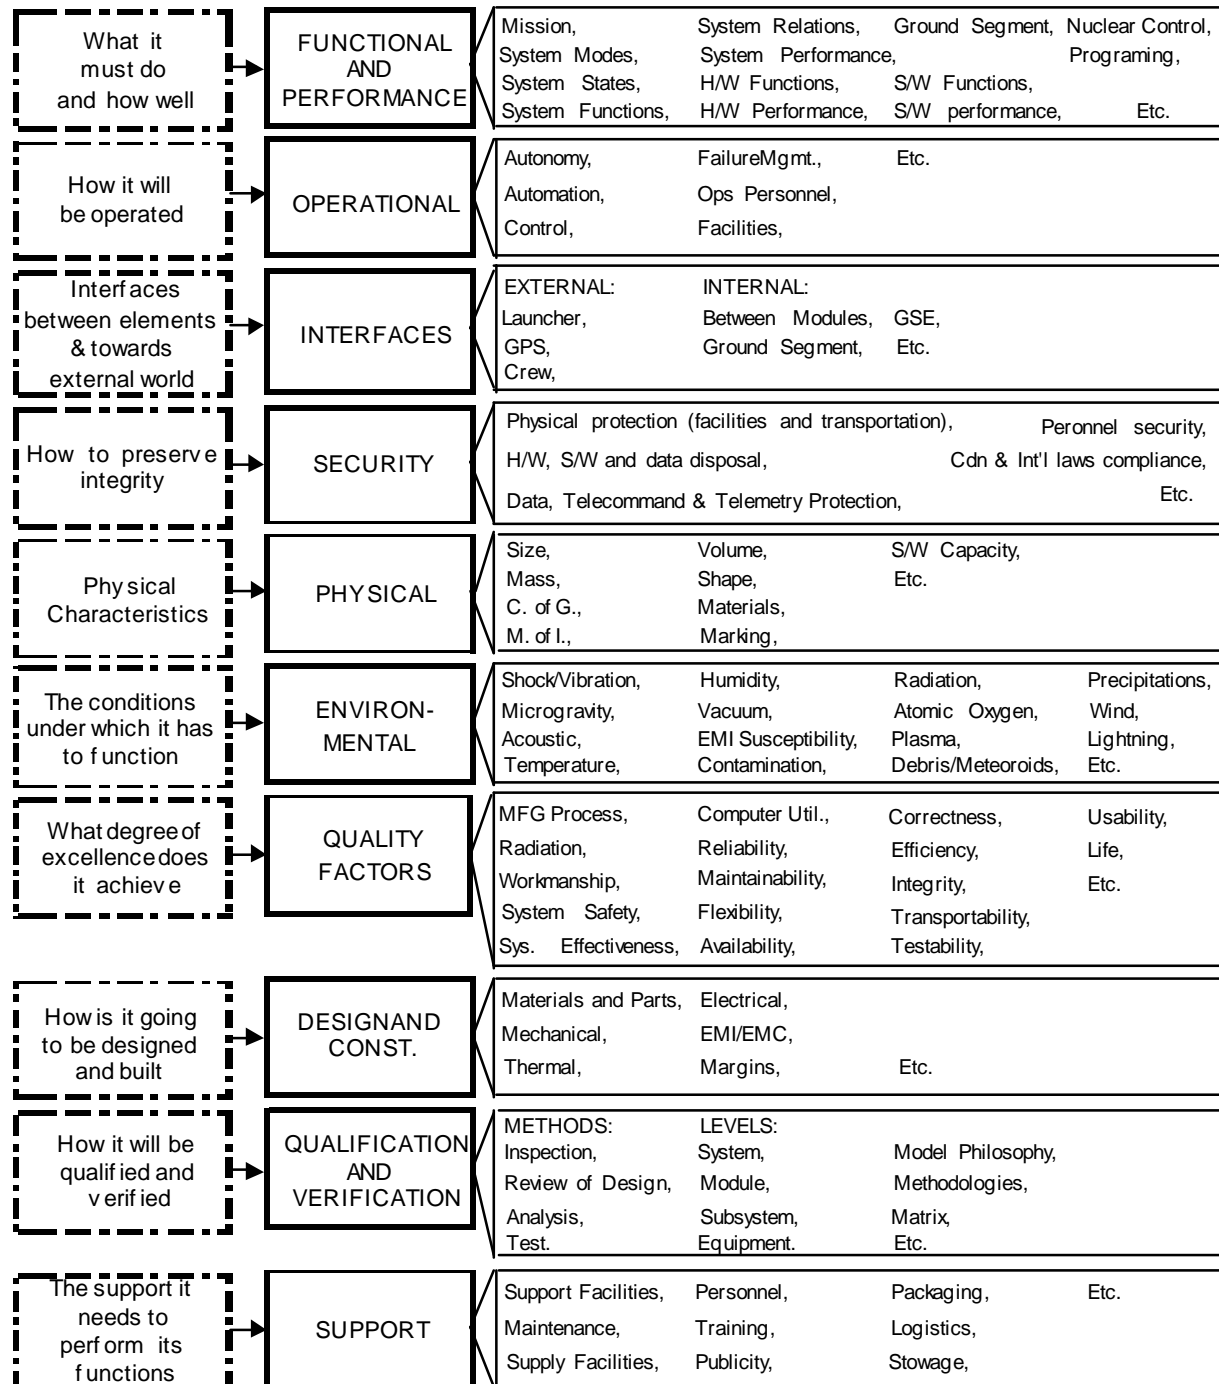 What it
must do
and how well
FUNCTIONAL
AND
PERFORMANCE
Mission, System Relations, Ground Segment, Nuclear Control,
System Modes, System Performance, Programing,
System States, H/W Functions, S/W Functions,
System Functions, H/W Performance, S/W performance, Etc.
How it will
be operated
OPERATIONAL
Autonomy, FailureMgmt., Etc.
Automation, Ops Personnel,
Control, Facilities,
Interfaces
between elements
& towards
external world
INTERFACES
EXTERNAL: INTERNAL:
Launcher, Between Modules, GSE,
GPS, Ground Segment, Etc.
Crew,
How to preserve
integrity
SECURITY
Physical protection (facilities and transportation), Peronnel security,
H/W, S/W and data disposal, Cdn & Int'l laws compliance,
Data, Telecommand & Telemetry Protection, Etc.
Physical
Characteristics
PHYSICAL
Size, Volume, S/W Capacity,
Mass, Shape, Etc.
C. of G., Materials,
M. of I., Marking,
The conditions
under which it has
to function
ENVIRON-
MENTAL
Shock/Vibration, Humidity, Radiation, Precipitations,
Microgravity, Vacuum, Atomic Oxygen, Wind,
Acoustic, EMI Susceptibility, Plasma, Lightning,
Temperature, Contamination, Debris/Meteoroids, Etc.
What degree of
excellence does
it achieve
QUALITY
FACTORS
MFG Process, Computer Util., Correctness, Usability,
Radiation, Reliability, Efficiency, Life,
Workmanship, Maintainability, Integrity, Etc.
System Safety, Flexibility, Transportability,
Sys. Effectiveness, Availability, Testability,
How is it going
to be designed
and built
DESIGNAND
CONST.
Materials and Parts, Electrical,
Mechanical, EMI/EMC,
Thermal, Margins, Etc.
How it will be
qualified and
verified
QUALIFICATION
AND
VERIFICATION
METHODS: LEVELS:
Inspection, System, Model Philosophy,
Review of Design, Module, Methodologies,
Analysis, Subsystem, Matrix,
Test. Equipment. Etc.
The support it
needs to
perform its
functions
SUPPORT
Support Facilities, Personnel, Packaging, Etc.
Maintenance, Training, Logistics,
Supply Facilities, Publicity, Stowage,